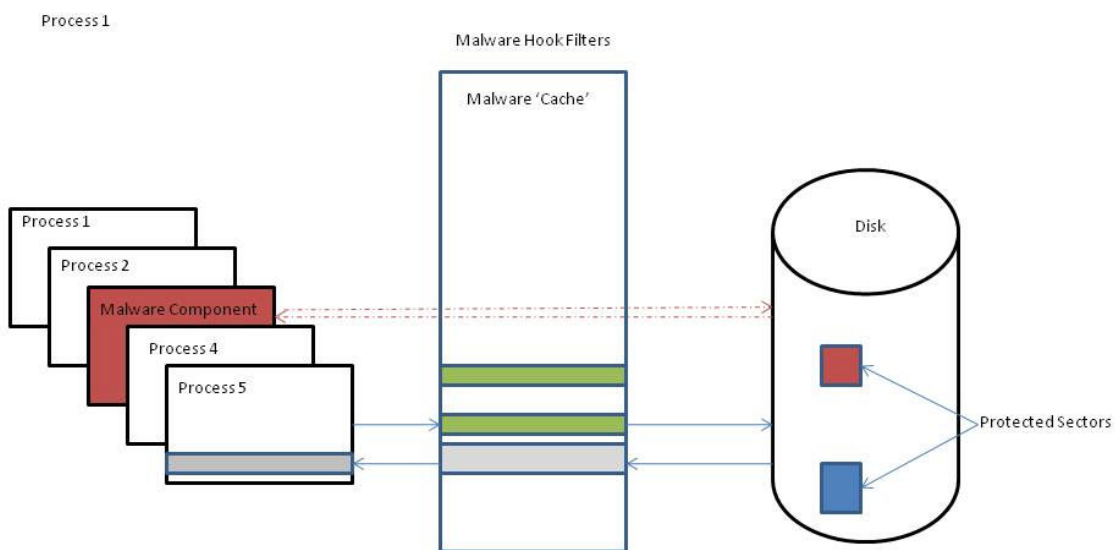 Process 1
Malware Hook Filters
Malware ‘Cache’
Process 1
Process 2
Malware Component
Process 4
Process 5
Disk
Protected Sectors